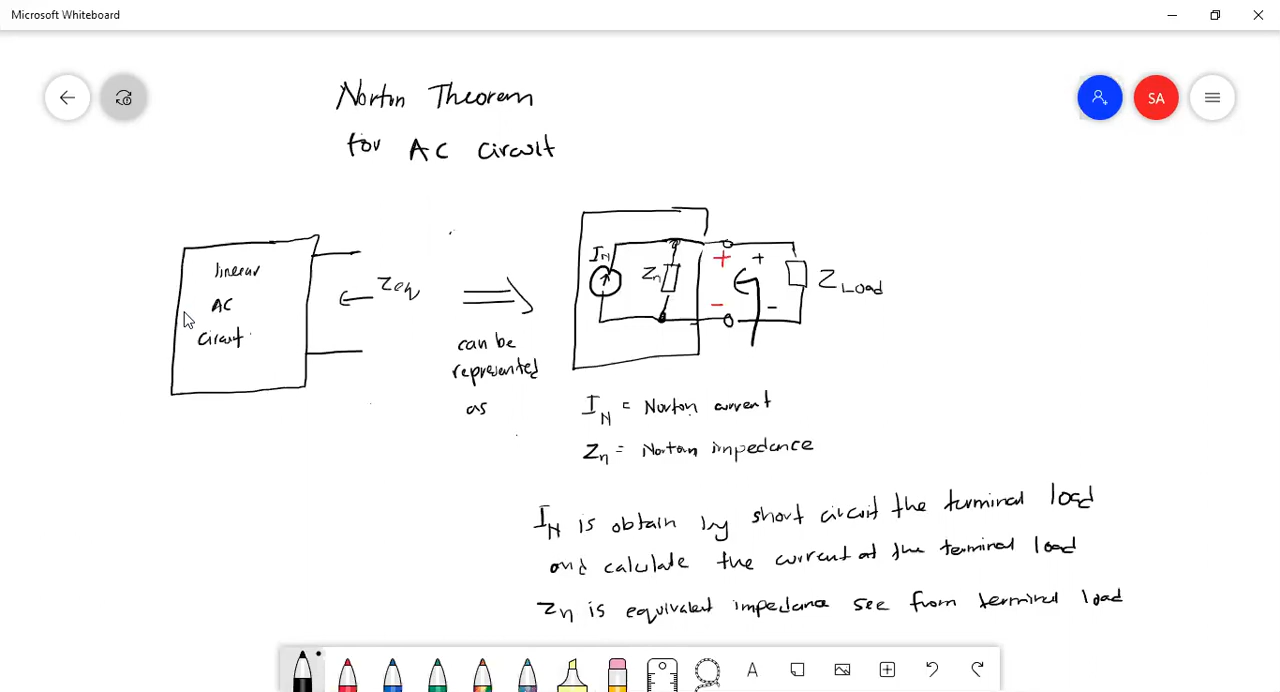 Microsoft Whiteboard
SA
Norton Theorem
for AC circuit
linear
AC
circuit
Zeq
can be
represented
as
IN
Zn
+
-
+
-
Z Load
IN = Norton current
Zn = Norton impedance
IN is obtain by short circuit the terminal load
and calculate the current at the terminal load
Zn is equivalent impedance see from terminal load
A